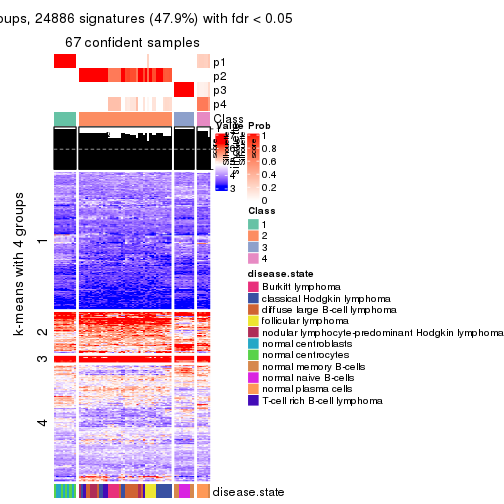 oups, 24886 signatures (47.9%) with fdr < 0.05
67 confident samples
p1
p2
p3
p4
Class
Value Prob
1
0.8
0.6
0.4
0.2
0
3
Class
1
2
3
4
disease.state
Burkitt lymphoma
classical Hodgkin lymphoma
diffuse large B-cell lymphoma
follicular lymphoma
nodular lymphocyte-predominant Hodgkin lymphoma
normal centroblasts
normal centrocytes
normal memory B-cells
normal naive B-cells
normal plasma cells
T-cell rich B-cell lymphoma
k-means with 4 groups
1
2
3
4
disease.state